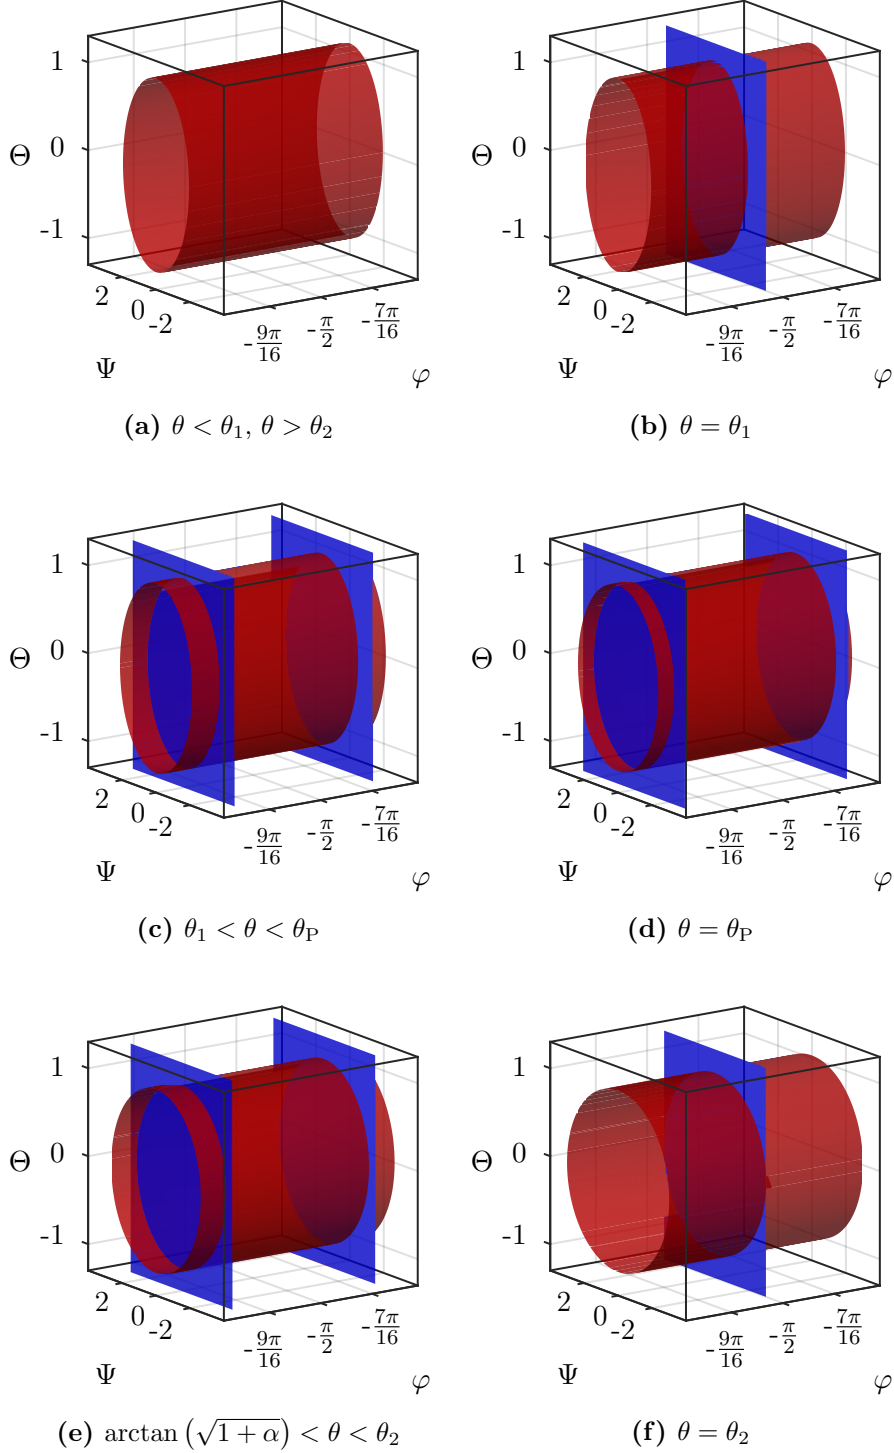 1
Θ 0
-1
2
0
-2
Ψ
-9π/16
-π/2
-7π/16
φ
(a) θ < θ₁, θ > θ₂
1
Θ 0
-1
2
0
-2
Ψ
-9π/16
-π/2
-7π/16
φ
(b) θ = θ₁
1
Θ 0
-1
2
0
-2
Ψ
-9π/16
-π/2
-7π/16
φ
(c) θ₁ < θ < θ_P
1
Θ 0
-1
2
0
-2
Ψ
-9π/16
-π/2
-7π/16
φ
(d) θ = θ_P
1
Θ 0
-1
2
0
-2
Ψ
-9π/16
-π/2
-7π/16
φ
(e) arctan (√(1 + α)) < θ < θ₂
1
Θ 0
-1
2
0
-2
Ψ
-9π/16
-π/2
-7π/16
φ
(f) θ = θ₂